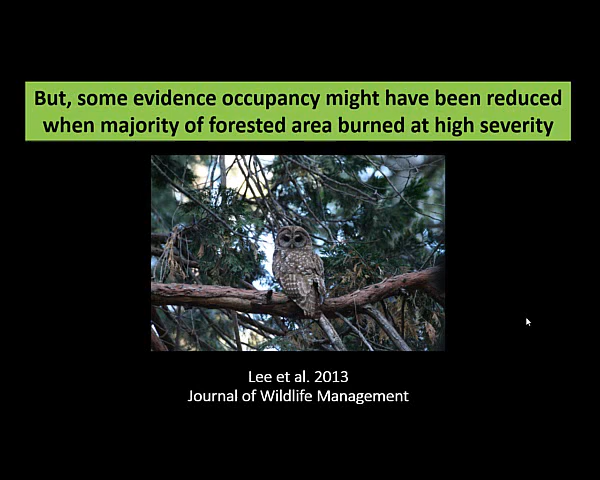 But, some evidence occupancy might have been reduced
when majority of forested area burned at high severity
Lee et al. 2013
Journal of Wildlife Management